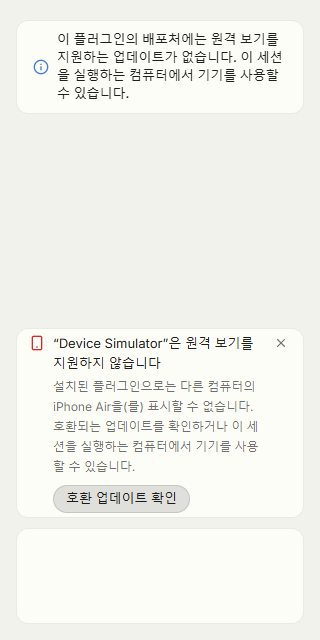 이 플러그인의 배포처에는 원격 보기를
지원하는 업데이트가 없습니다. 이 세션
을 실행하는 컴퓨터에서 기기를 사용할
수 있습니다.
“Device Simulator”은 원격 보기를
지원하지 않습니다
설치된 플러그인으로는 다른 컴퓨터의
iPhone Air을(를) 표시할 수 없습니다.
호환되는 업데이트를 확인하거나 이 세
션을 실행하는 컴퓨터에서 기기를 사용
할 수 있습니다.
호환 업데이트 확인